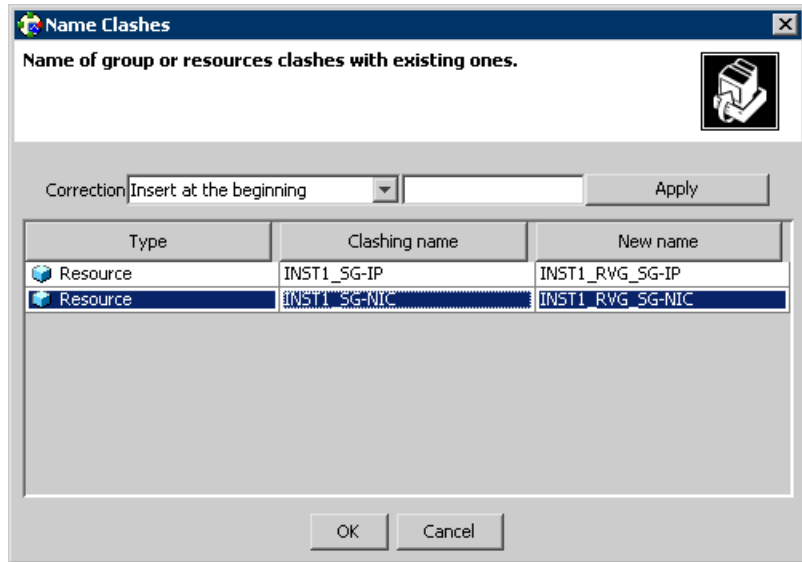 Name Clashes
Name of group or resources clashes with existing ones.
Correction Insert at the beginning Apply
Type Clashing name New name
Resource INST1_SG-IP INST1_RVG_SG-IP
Resource INST1_SG-NIC INST1_RVG_SG-NIC
OK Cancel